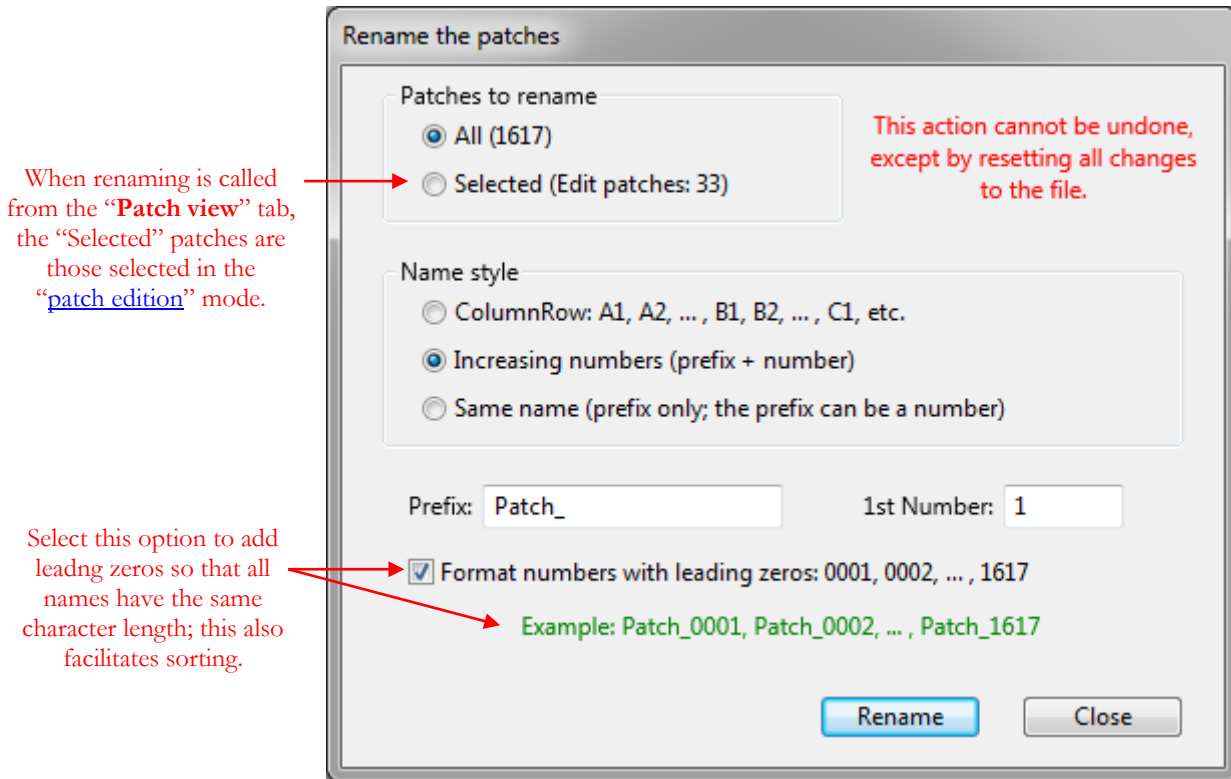 Rename the patches
Patches to rename
All (1617)
Selected (Edit patches: 33)
This action cannot be undone,
except by resetting all changes
to the file.
When renaming is called
from the “Patch view” tab,
the “Selected” patches are
those selected in the
“patch edition” mode.
Name style
ColumnRow: A1, A2, ... , B1, B2, ... , C1, etc.
Increasing numbers (prefix + number)
Same name (prefix only; the prefix can be a number)
Prefix: Patch_ 1st Number: 1
Select this option to add
leadng zeros so that all
names have the same
character length; this also
facilitates sorting.
Format numbers with leading zeros: 0001, 0002, ... , 1617
Example: Patch_0001, Patch_0002, ... , Patch_1617
Rename Close